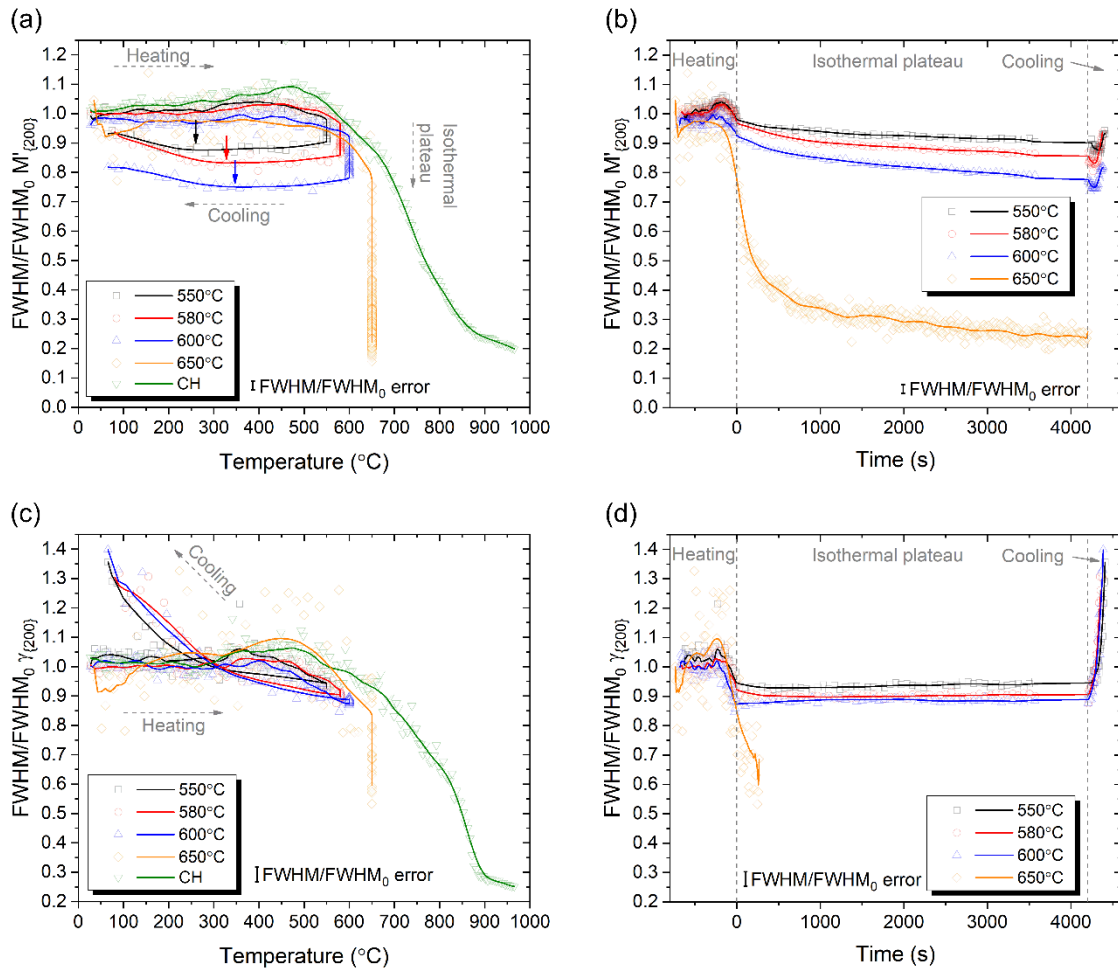 (a)
FWHM/FWHM₀ M'{200}
1.2
1.1
1.0
0.9
0.8
0.7
0.6
0.5
0.4
0.3
0.2
0.1
0.0
Heating
Isothermal
plateau
Cooling
550°C
580°C
600°C
650°C
CH
FWHM/FWHM₀ error
0 100 200 300 400 500 600 700 800 900 1000
Temperature (°C)
(b)
FWHM/FWHM₀ M'{200}
1.2
1.1
1.0
0.9
0.8
0.7
0.6
0.5
0.4
0.3
0.2
0.1
0.0
Heating Isothermal plateau Cooling
550°C
580°C
600°C
650°C
FWHM/FWHM₀ error
0 1000 2000 3000 4000
Time (s)
(c)
FWHM/FWHM₀ γ{200}
1.4
1.3
1.2
1.1
1.0
0.9
0.8
0.7
0.6
0.5
0.4
0.3
0.2
Cooling
Heating
550°C
580°C
600°C
650°C
CH
FWHM/FWHM₀ error
0 100 200 300 400 500 600 700 800 900 1000
Temperature (°C)
(d)
FWHM/FWHM₀ γ{200}
1.4
1.3
1.2
1.1
1.0
0.9
0.8
0.7
0.6
0.5
0.4
0.3
0.2
Heating Isothermal plateau Cooling
550°C
580°C
600°C
650°C
FWHM/FWHM₀ error
0 1000 2000 3000 4000
Time (s)